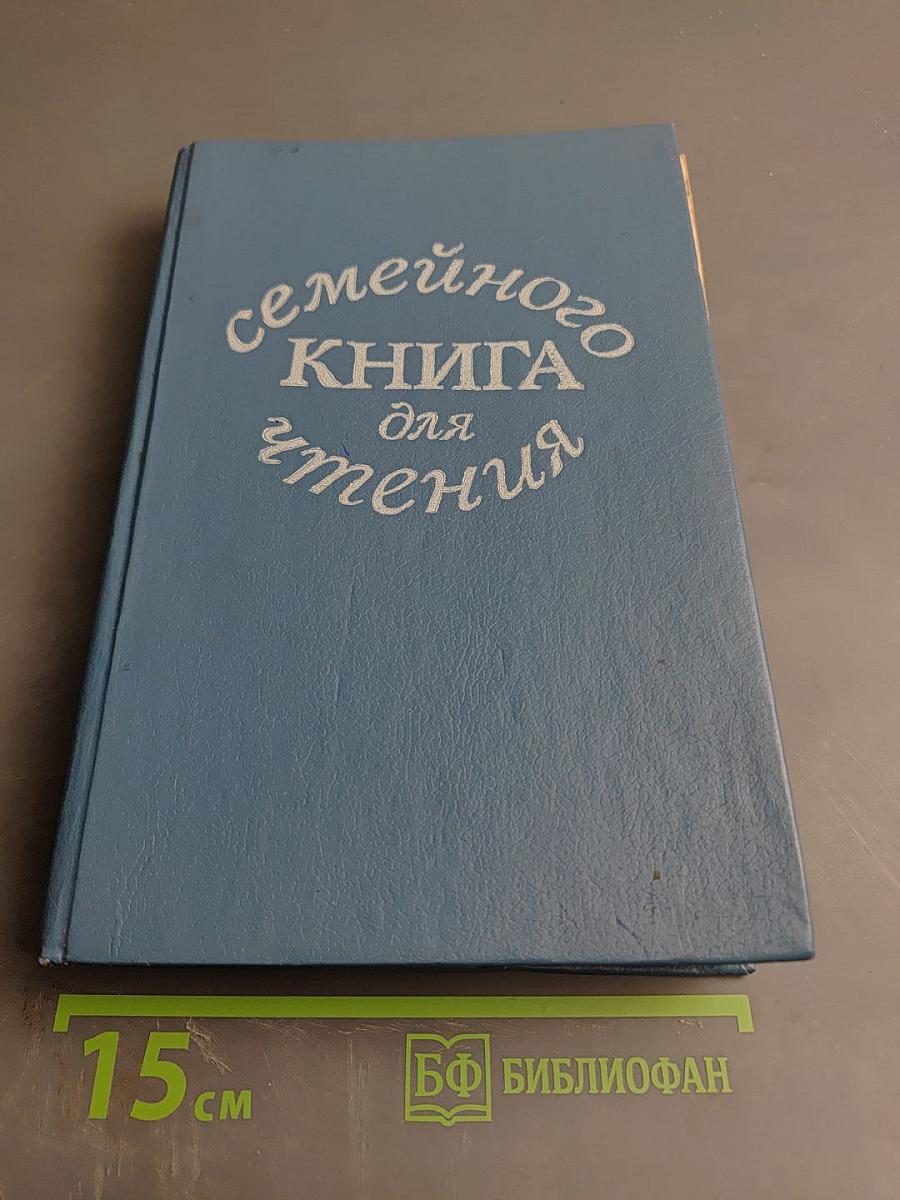 семейного
КНИГА
для
чтения
15 см
БФ БИБЛИОФАН